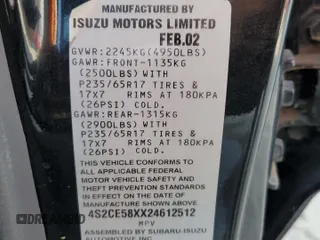 MANUFACTURED BY
ISUZU MOTORS LIMITED
FEB.02
GVWR:2245KG(4950LBS)
GAWR:FRONT-1135KG
(2500LBS)WITH
P235/65R17 TIRES &
17x7 RIMS AT 180KPA
(26PSI) COLD.
GAWR:REAR-1315KG
(2900LBS)WITH
P235/65R17 TIRES &
17x7 RIMS AT 180KPA
(26PSI) COLD.
THIS VEHICLE CONFORMS TO
ALL APPLICABLE FEDERAL
MOTOR VEHICLE SAFETY AND
THEFT PREVENTION STANDARDS
IN EFFECT ON THE DATE OF
MANUFACTURE SHOWN ABOVE.
4S2CE58XX24612512
M.P.V
ASSEMBLED BY SUBARU-ISUZU
AUTOMOTIVE INC